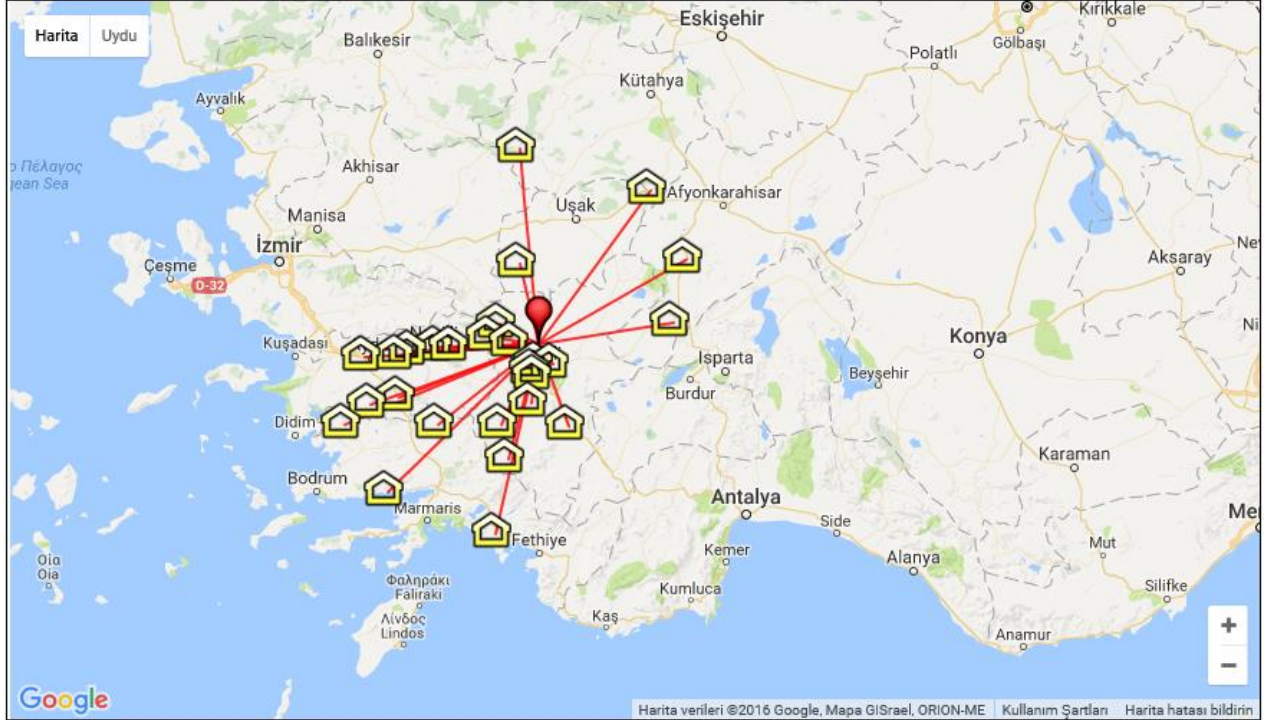 Harita
Uydu
Balıkesir
Eskişehir
Kırıkkale
Gölbaşı
Polatlı
Kütahya
Ayvalık
Akhisar
Πέλαγος
ean Sea
Afyonkarahisar
Uşak
Manisa
İzmir
Çeşme
O-32
Aksaray
Ne
Kuşadası
Konya
Ni
Isparta
Beyşehir
Burdur
Didim
Karaman
Bodrum
Antalya
Marmaris
Side
Me
Fethiye
Kemer
Mut
Οία
Oia
Alanya
Φαληράκι
Faliraki
Kumluca
Silifke
Λίνδος
Lindos
Kaş
Anamur
+
−
Google
Harita verileri ©2016 Google, Mapa GISrael, ORION-ME
Kullanım Şartları
Harita hatası bildirin